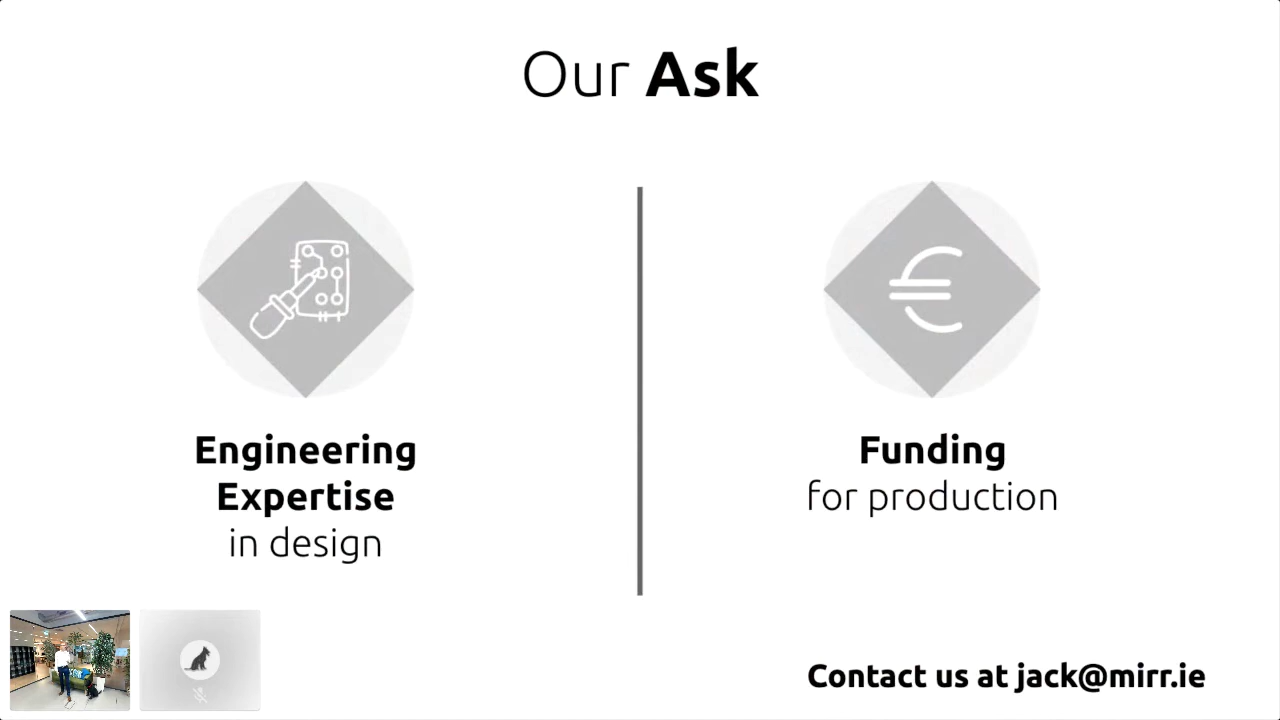 Our Ask
Engineering
Expertise
in design
Funding
for production
Contact us at jack@mirr.ie